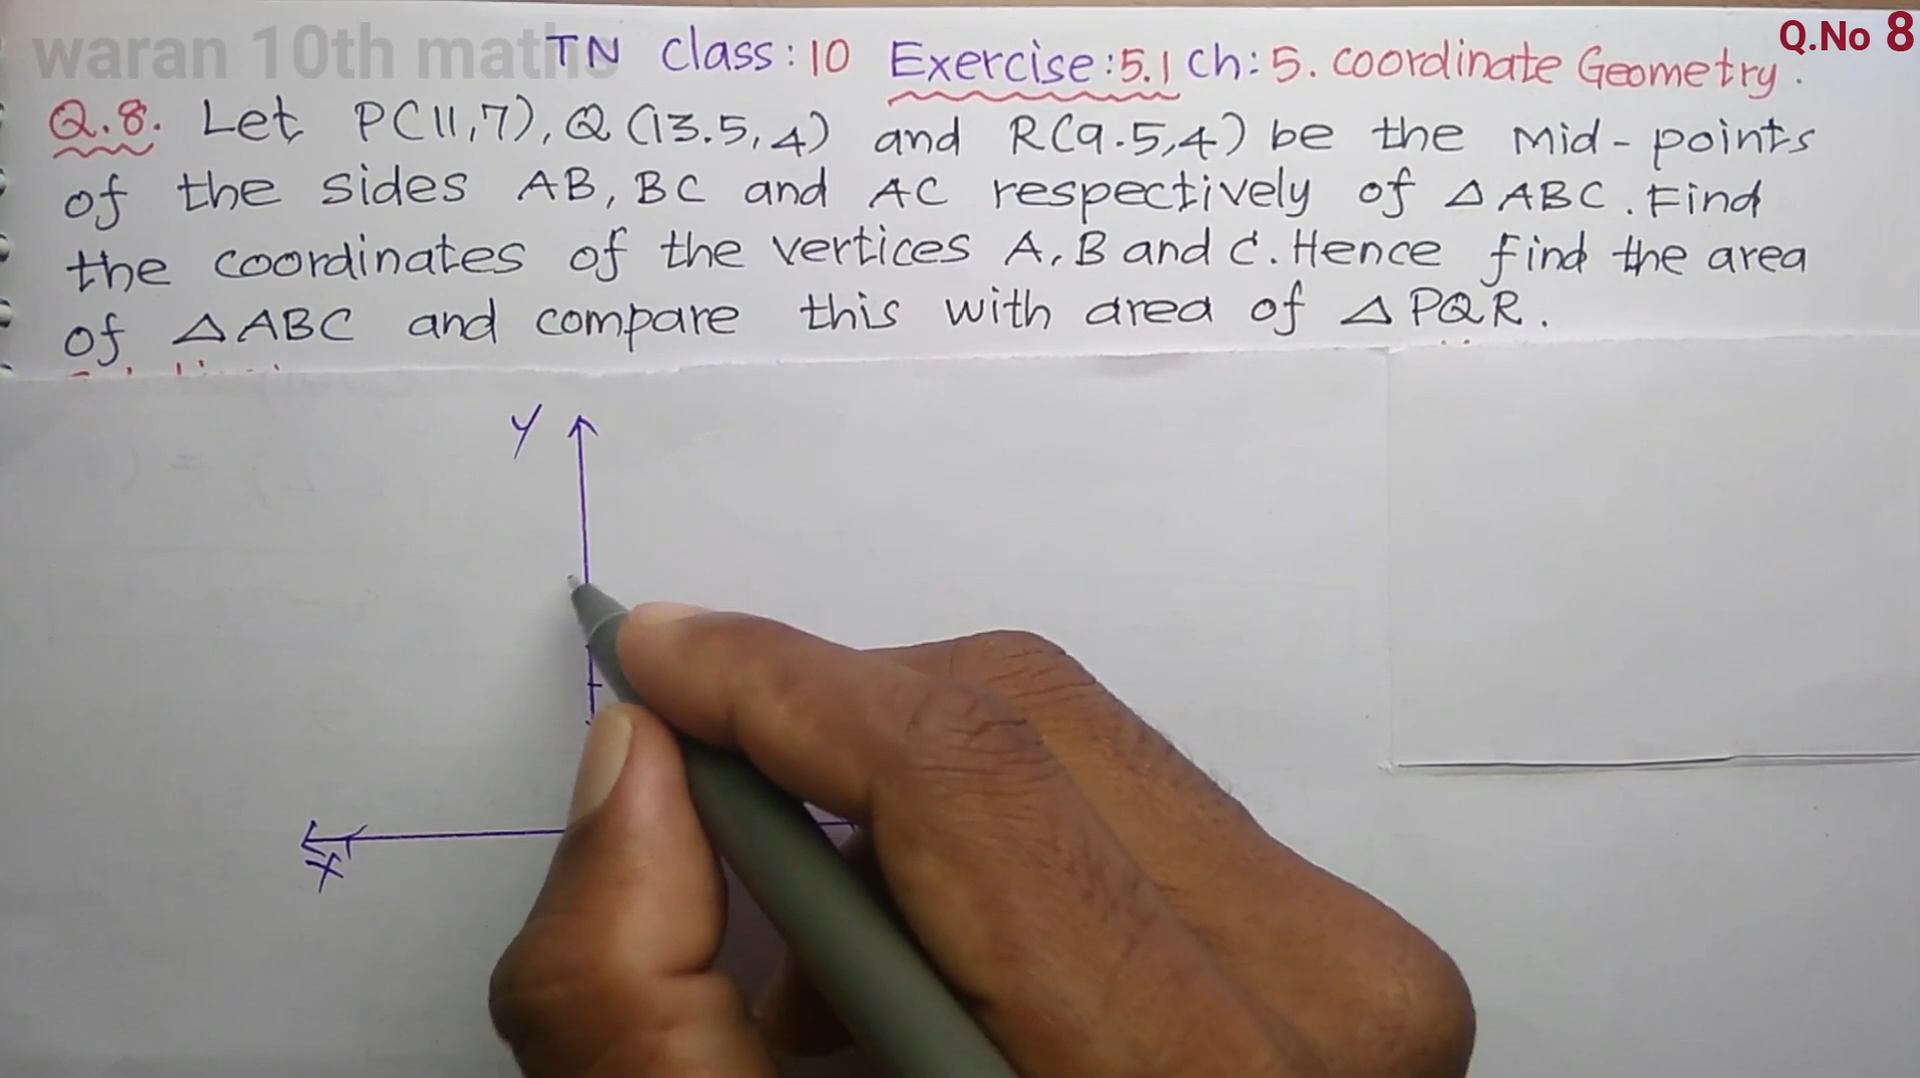 waran 10th maths
TN Class: 10 Exercise: 5.1 Ch: 5. Coordinate Geometry.
Q.No 8
Q.8. Let P(11,7), Q(13.5,4) and R(9.5,4) be the Mid-points
of the sides AB, BC and AC respectively of △ABC. Find
the coordinates of the vertices A, B and C. Hence find the area
of △ABC and compare this with area of △PQR.
Y
X